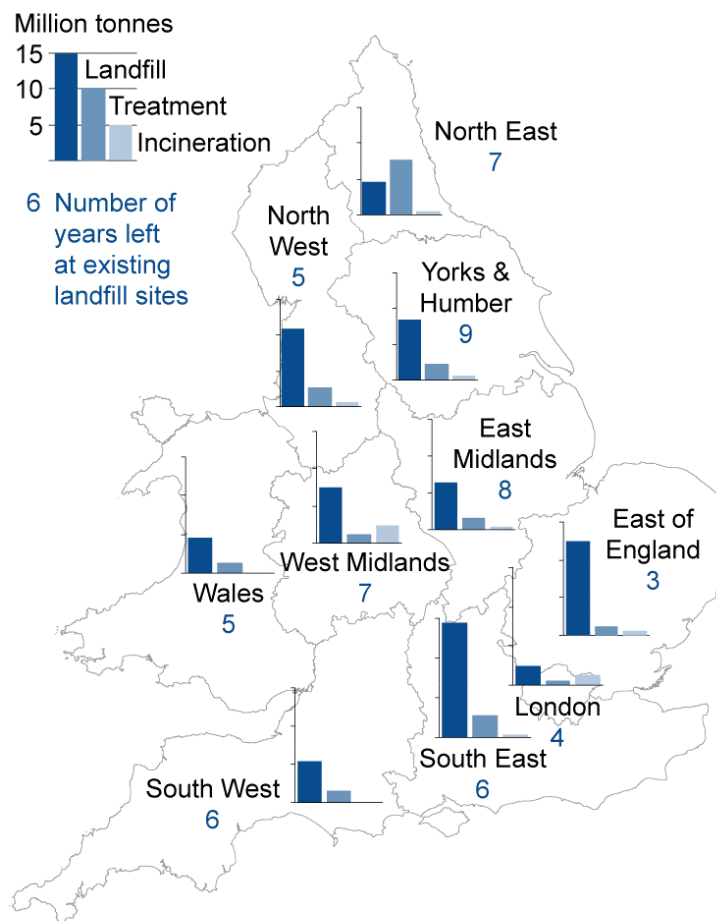 Million tonnes
15
10
5
Landfill
Treatment
Incineration
6 Number of
years left
at existing
landfill sites
North East
7
North
West
5
Yorks &
Humber
9
East
Midlands
8
East of
England
3
West Midlands
7
Wales
5
London
4
South East
6
South West
6